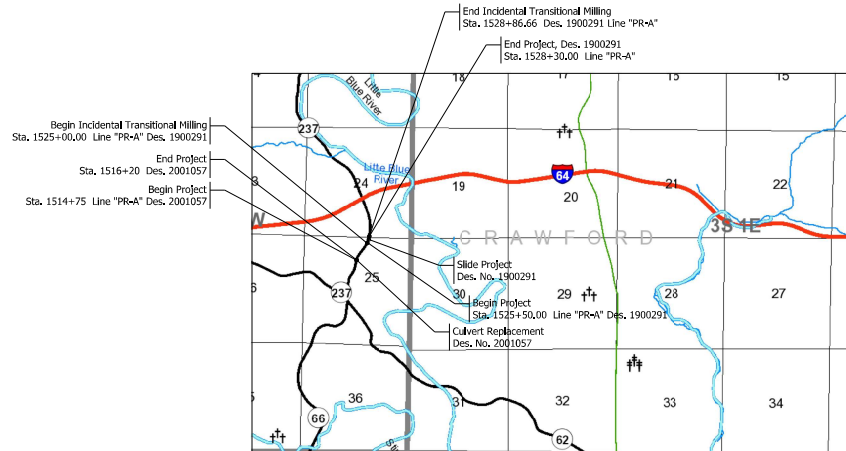 End Incidental Transitional Milling
Sta. 1528+86.66 Des. 1900291 Line "PR-A"
End Project, Des. 1900291
Sta. 1528+30.00 Line "PR-A"
18
17
15
15
Little
Blue River
Begin Incidental Transitional Milling
Sta. 1525+00.00 Line "PR-A" Des. 1900291
237
End Project
Sta. 1516+20 Des. 2001057
Begin Project
Sta. 1514+75 Line "PR-A" Des. 2001057
Litte Blue
River
24
19
64
20
21
22
W
3S 1E
CRAWFORD
Slide Project
Des. No. 1900291
25
237
30
29
28
27
Begin Project
Sta. 1525+50.00 Line "PR-A" Des. 1900291
Culvert Replacement
Des. No. 2001057
36
31
32
33
34
66
62